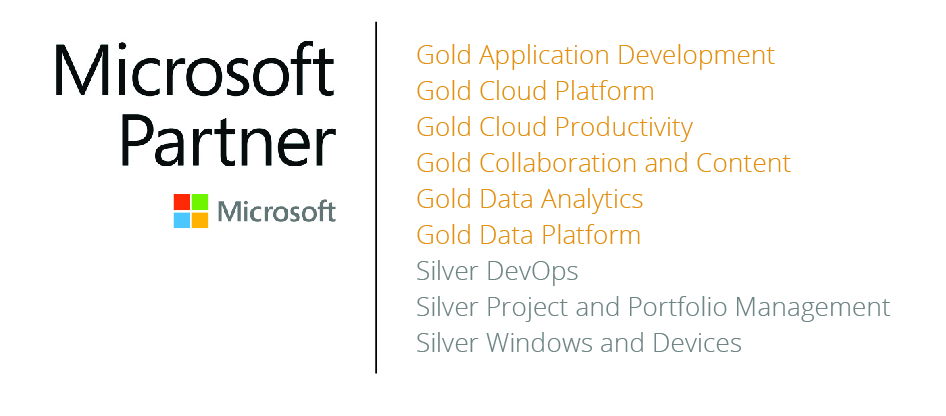 Microsoft
Partner
Microsoft
Gold Application Development
Gold Cloud Platform
Gold Cloud Productivity
Gold Collaboration and Content
Gold Data Analytics
Gold Data Platform
Silver DevOps
Silver Project and Portfolio Management
Silver Windows and Devices